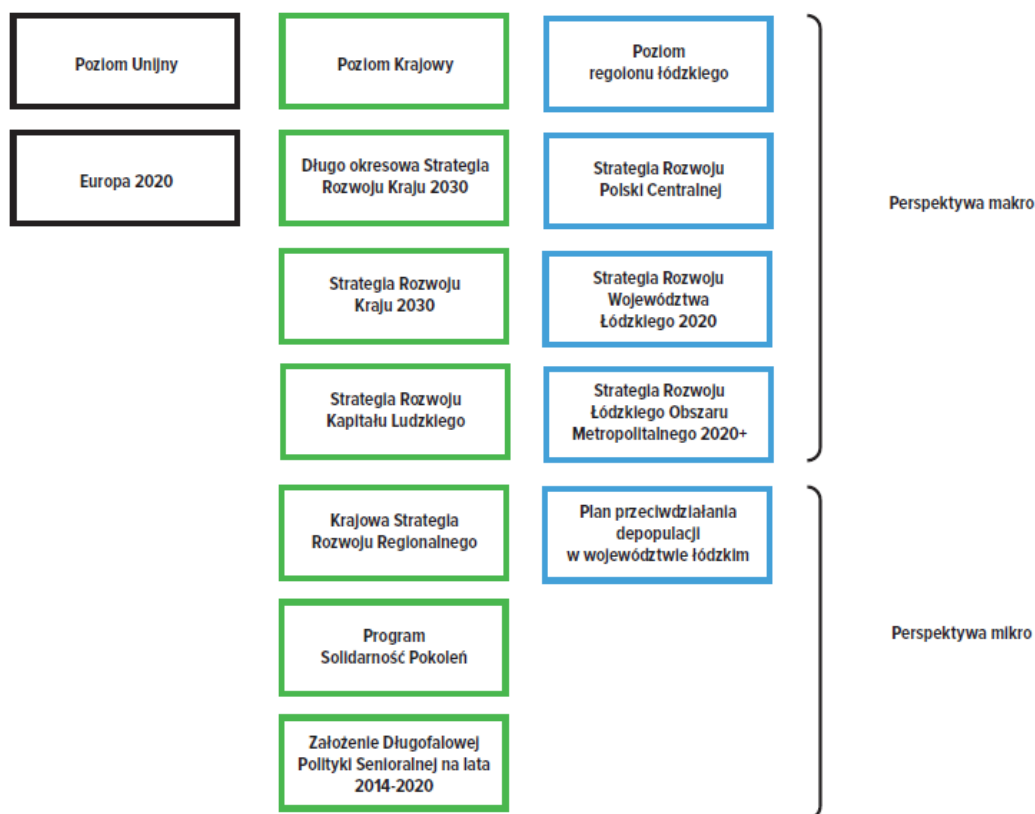 Poziom Unijny
Poziom Krajowy
Poziom
regolonu łódzkiego
Europa 2020
Długo okresowa Strategia
Rozwoju Kraju 2030
Strategia Rozwoju
Polski Centralnej
Perspektywa makro
Strategia Rozwoju
Kraju 2030
Strategia Rozwoju
Województwa
Łódzkiego 2020
Strategia Rozwoju
Kapitału Ludzkiego
Strategia Rozwoju
Łódzkiego Obszaru
Metropolitalnego 2020+
Krajowa Strategia
Rozwoju Regionalnego
Plan przeciwdziałania
depopulacji
w województwie łódzkim
Program
Solidarność Pokoleń
Perspektywa mikro
Założenie Długofalowej
Polityki Senioralnej na lata
2014-2020